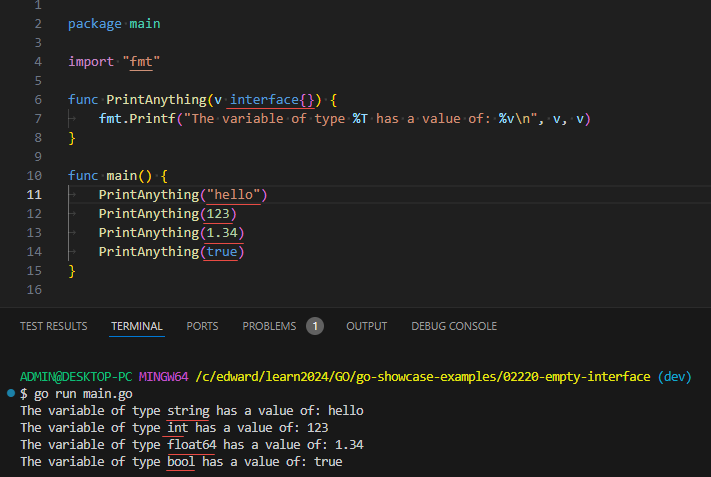 1
2 package main
3
4 import "fmt"
5
6 func PrintAnything(v interface{}) {
7 fmt.Printf("The variable of type %T has a value of: %v\n", v, v)
8 }
9
10 func main() {
11 PrintAnything("hello")
12 PrintAnything(123)
13 PrintAnything(1.34)
14 PrintAnything(true)
15 }
16
TEST RESULTS TERMINAL PORTS PROBLEMS 1 OUTPUT DEBUG CONSOLE
ADMIN@DESKTOP-PC MINGW64 /c/edward/learn2024/GO/go-showcase-examples/02220-empty-interface (dev)
$ go run main.go
The variable of type string has a value of: hello
The variable of type int has a value of: 123
The variable of type float64 has a value of: 1.34
The variable of type bool has a value of: true